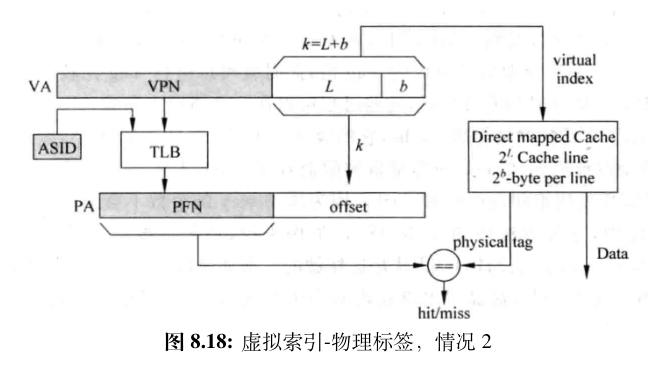 k=L+b
virtual
index
VA
VPN
L
b
ASID
TLB
k
Direct mapped Cache
2^L Cache line
2^b-byte per line
PA
PFN
offset
physical tag
==
Data
hit/miss
图 8.18: 虚拟索引-物理标签，情况 2